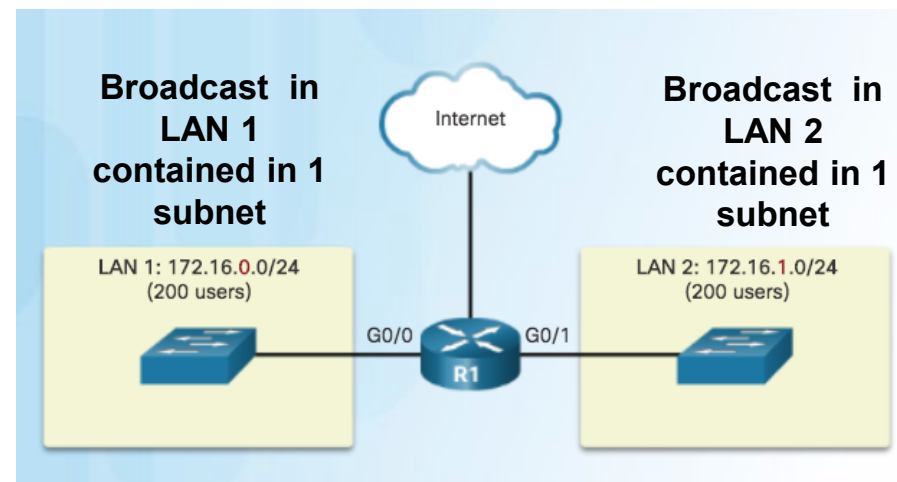 Broadcast in
LAN 1
contained in 1
subnet
Internet
Broadcast in
LAN 2
contained in 1
subnet
LAN 1: 172.16.0.0/24
(200 users)
LAN 2: 172.16.1.0/24
(200 users)
G0/0
G0/1
R1